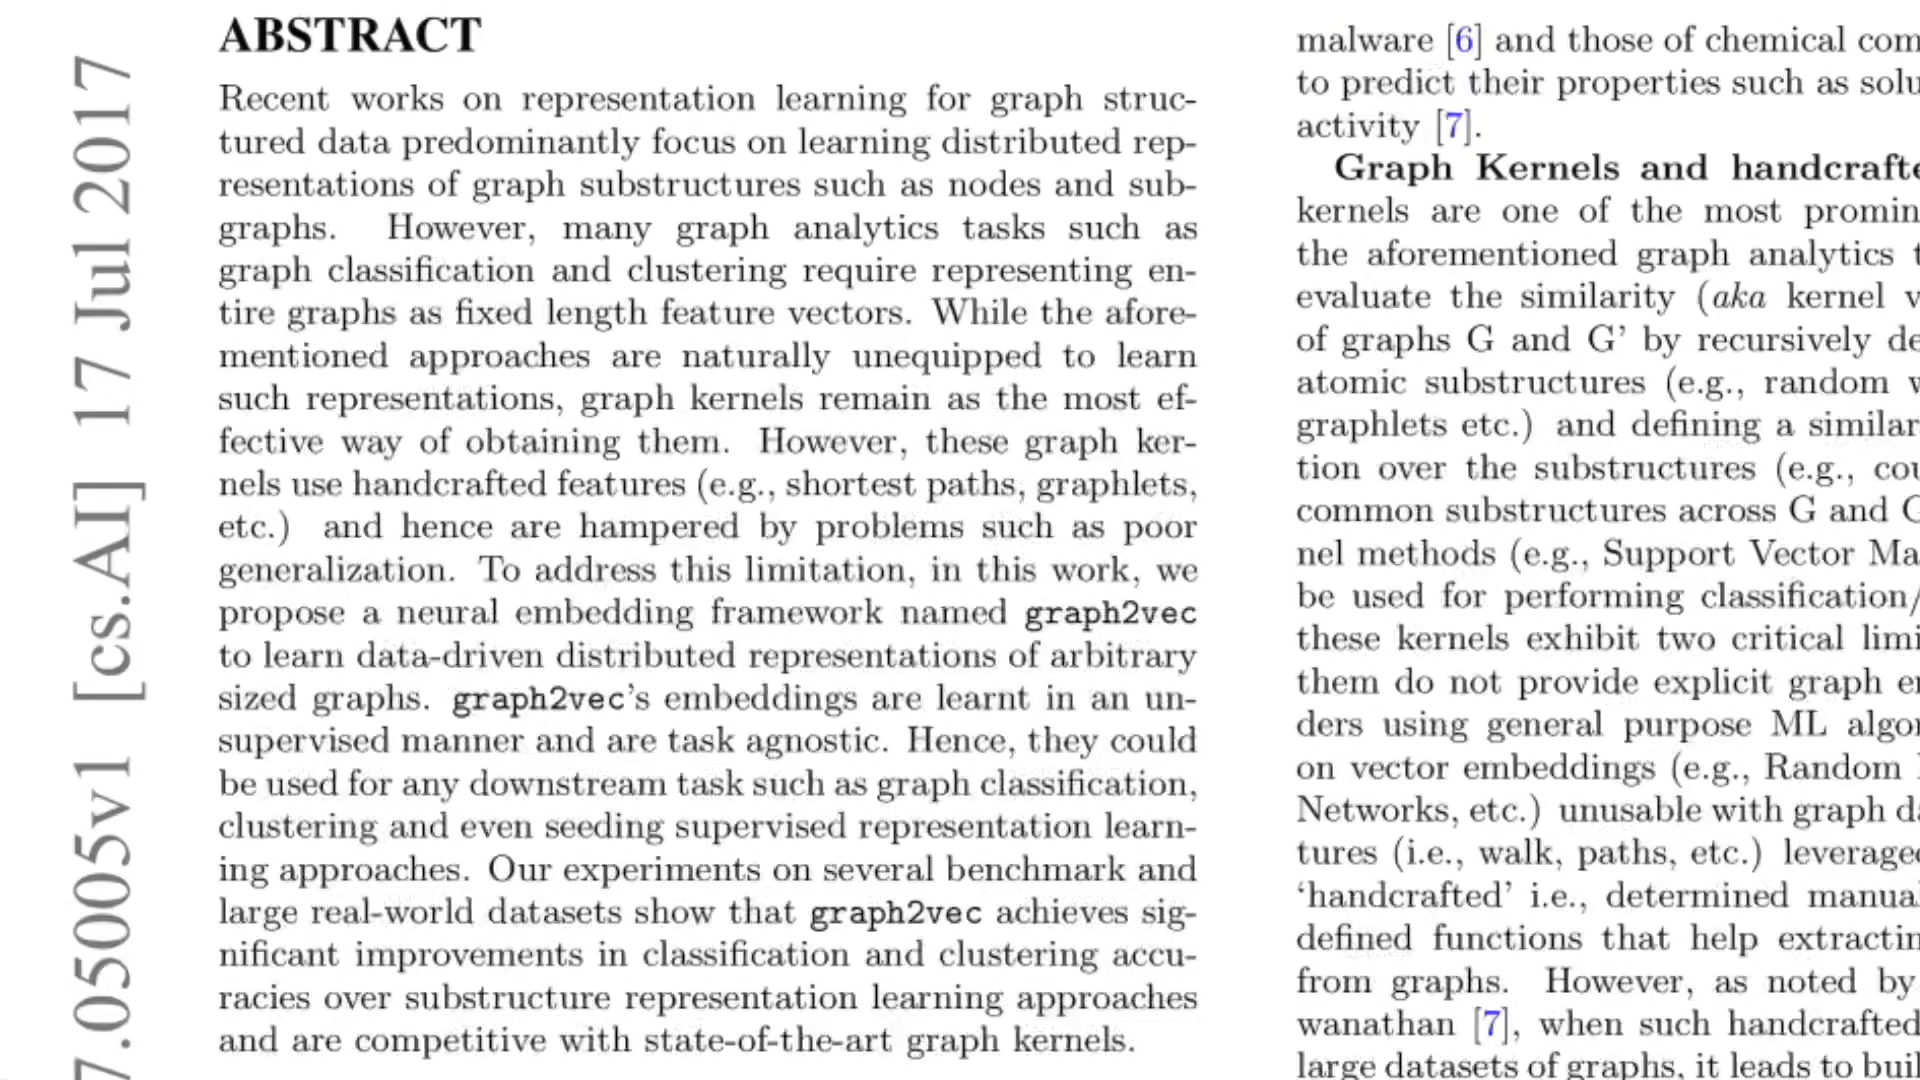 ABSTRACT
Recent works on representation learning for graph struc-
tured data predominantly focus on learning distributed rep-
resentations of graph substructures such as nodes and sub-
graphs. However, many graph analytics tasks such as
graph classification and clustering require representing en-
tire graphs as fixed length feature vectors. While the afore-
mentioned approaches are naturally unequipped to learn
such representations, graph kernels remain as the most ef-
fective way of obtaining them. However, these graph ker-
nels use handcrafted features (e.g., shortest paths, graphlets,
etc.) and hence are hampered by problems such as poor
generalization. To address this limitation, in this work, we
propose a neural embedding framework named graph2vec
to learn data-driven distributed representations of arbitrary
sized graphs. graph2vec's embeddings are learnt in an un-
supervised manner and are task agnostic. Hence, they could
be used for any downstream task such as graph classification,
clustering and even seeding supervised representation learn-
ing approaches. Our experiments on several benchmark and
large real-world datasets show that graph2vec achieves sig-
nificant improvements in classification and clustering accu-
racies over substructure representation learning approaches
and are competitive with state-of-the-art graph kernels.
malware [6] and those of chemical com
to predict their properties such as solu
activity [7].
Graph Kernels and handcrafte
kernels are one of the most promin
the aforementioned graph analytics t
evaluate the similarity (aka kernel v
of graphs G and G' by recursively de
atomic substructures (e.g., random w
graphlets etc.) and defining a similar
tion over the substructures (e.g., cou
common substructures across G and G
nel methods (e.g., Support Vector Ma
be used for performing classification/
these kernels exhibit two critical limi
them do not provide explicit graph e
ders using general purpose ML algor
on vector embeddings (e.g., Random
Networks, etc.) unusable with graph da
tures (i.e., walk, paths, etc.) leverage
'handcrafted' i.e., determined manua
defined functions that help extractin
from graphs. However, as noted by
wanathan [7], when such handcrafted
large datasets of graphs, it leads to buil
7.05005v1 [cs.AI] 17 Jul 2017